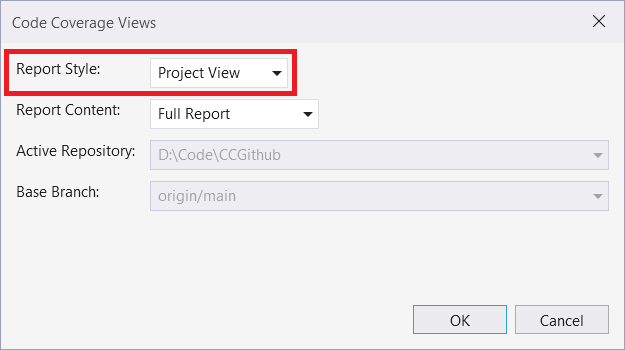 Code Coverage Views
Report Style: Project View
Report Content: Full Report
Active Repository: D:\Code\CCGithub
Base Branch: origin/main
OK Cancel